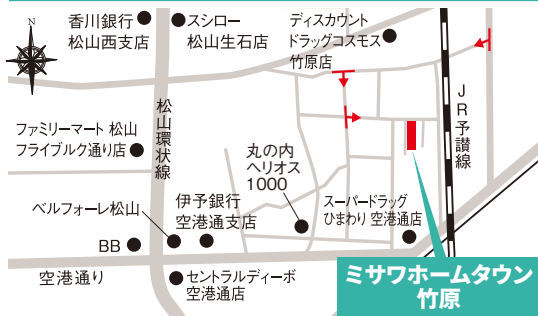 香川銀行
松山西支店
スシロー
松山生石店
ディスカウント
ドラッグコスモス
竹原店
N
松山環状線
JR予讃線
ファミリーマート 松山
フライブルク通り店
丸の内
ヘリオス
1000
ベルフォーレ松山
伊予銀行
空港通支店
スーパードラッグ
ひまわり 空港通店
BB
空港通り
セントラルディーボ
空港通店
ミサワホームタウン
竹原